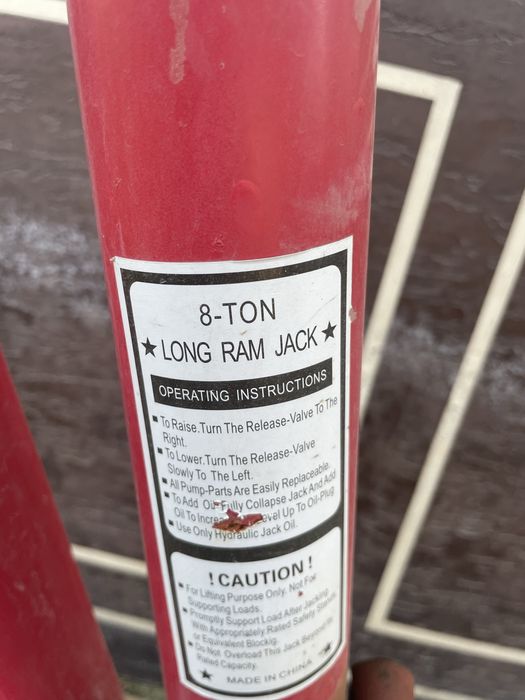 8-TON
★ LONG RAM JACK ★
OPERATING INSTRUCTIONS
▪ To Raise.Turn The Release-Valve To The
Right.
▪ To Lower.Turn The Release-Valve
Slowly To The Left.
▪ All Pump-Parts Are Easily Replaceable.
▪ To Add Fully Collapse Jack And Add
Oil To Level Up To Oil-Plug
▪ Use Only Hydraulic Jack Oil.
! CAUTION !
▪ For Lifting Purpose Only. Not For
Supporting Loads.
▪ Promptly Support Load After Jacking
With Appropriately Rated Safety Stands,
or Equivalent Blockig.
▪ Do Not Overload This Jack Beyond Its
Rated Capacity.
★ MADE IN CHINA ★